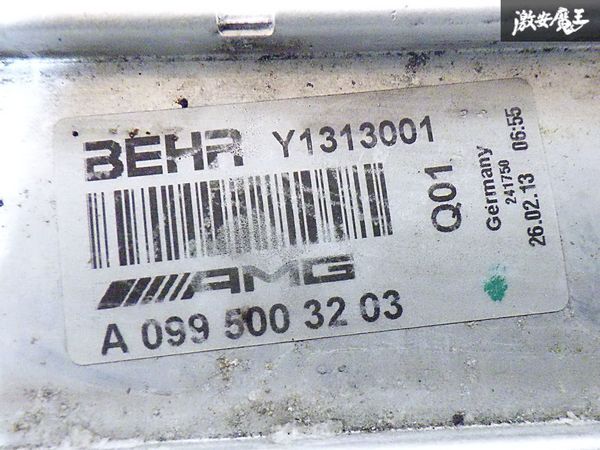 激安魔王
BEHR Y1313001
Q01
Germany
241750
26.02.13 06:55
AMG
A 099 500 32 03